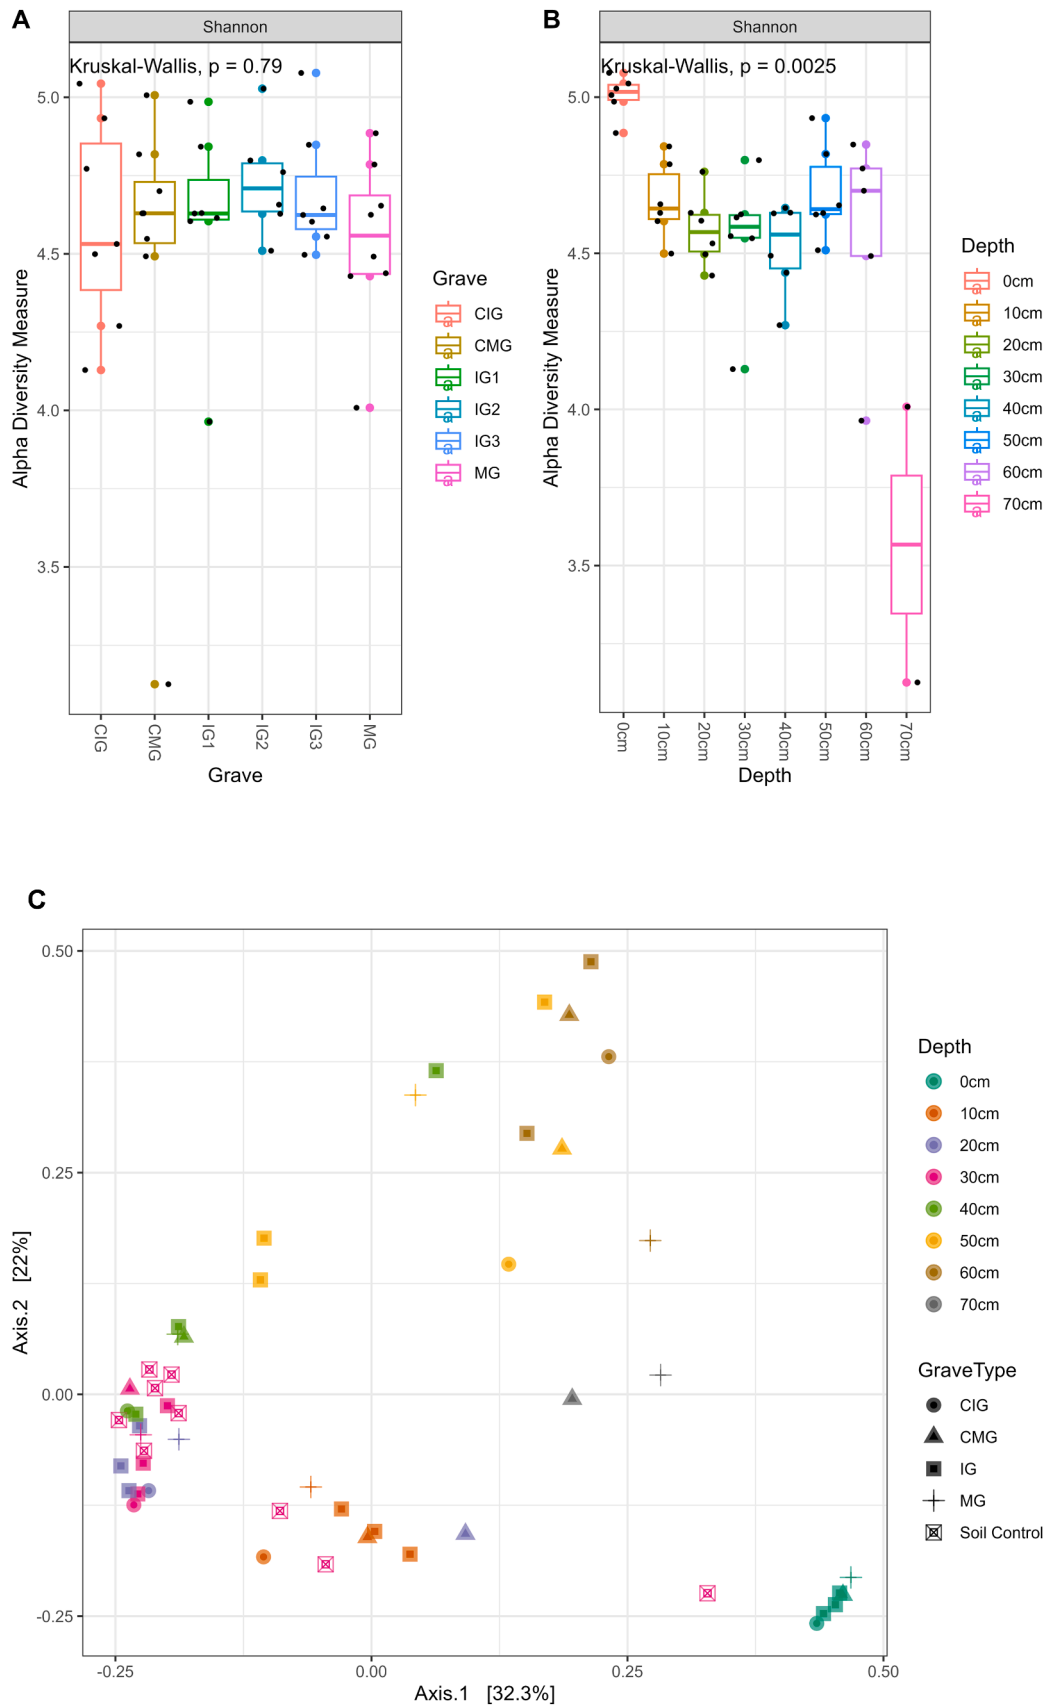 A
Shannon
Kruskal-Wallis, p = 0.79
5.0
4.5
4.0
3.5
Alpha Diversity Measure
CIG
CMG
IG1
IG2
IG3
MG
Grave
Grave
CIG
CMG
IG1
IG2
IG3
MG
B
Shannon
Kruskal-Wallis, p = 0.0025
5.0
4.5
4.0
3.5
Alpha Diversity Measure
0cm
10cm
20cm
30cm
40cm
50cm
60cm
70cm
Depth
Depth
0cm
10cm
20cm
30cm
40cm
50cm
60cm
70cm
C
0.50
0.25
0.00
-0.25
Axis.2 [22%]
-0.25
0.00
0.25
0.50
Axis.1 [32.3%]
Depth
0cm
10cm
20cm
30cm
40cm
50cm
60cm
70cm
GraveType
CIG
CMG
IG
MG
Soil Control